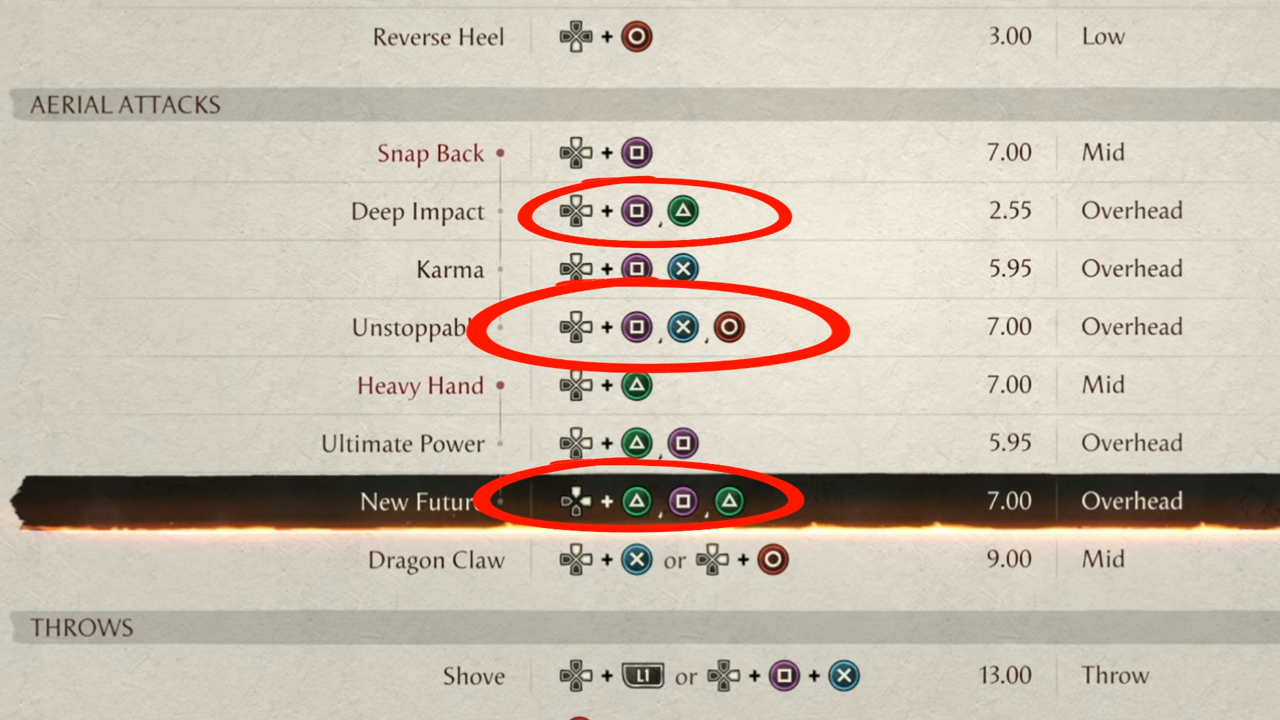 Reverse Heel + 3.00 Low
AERIAL ATTACKS
Snap Back + 7.00 Mid
Deep Impact + , 2.55 Overhead
Karma + 5.95 Overhead
Unstoppabl + , , 7.00 Overhead
Heavy Hand + 7.00 Mid
Ultimate Power + , 5.95 Overhead
New Futur + , , 7.00 Overhead
Dragon Claw + or + 9.00 Mid
THROWS
Shove + L1 or + + 13.00 Throw